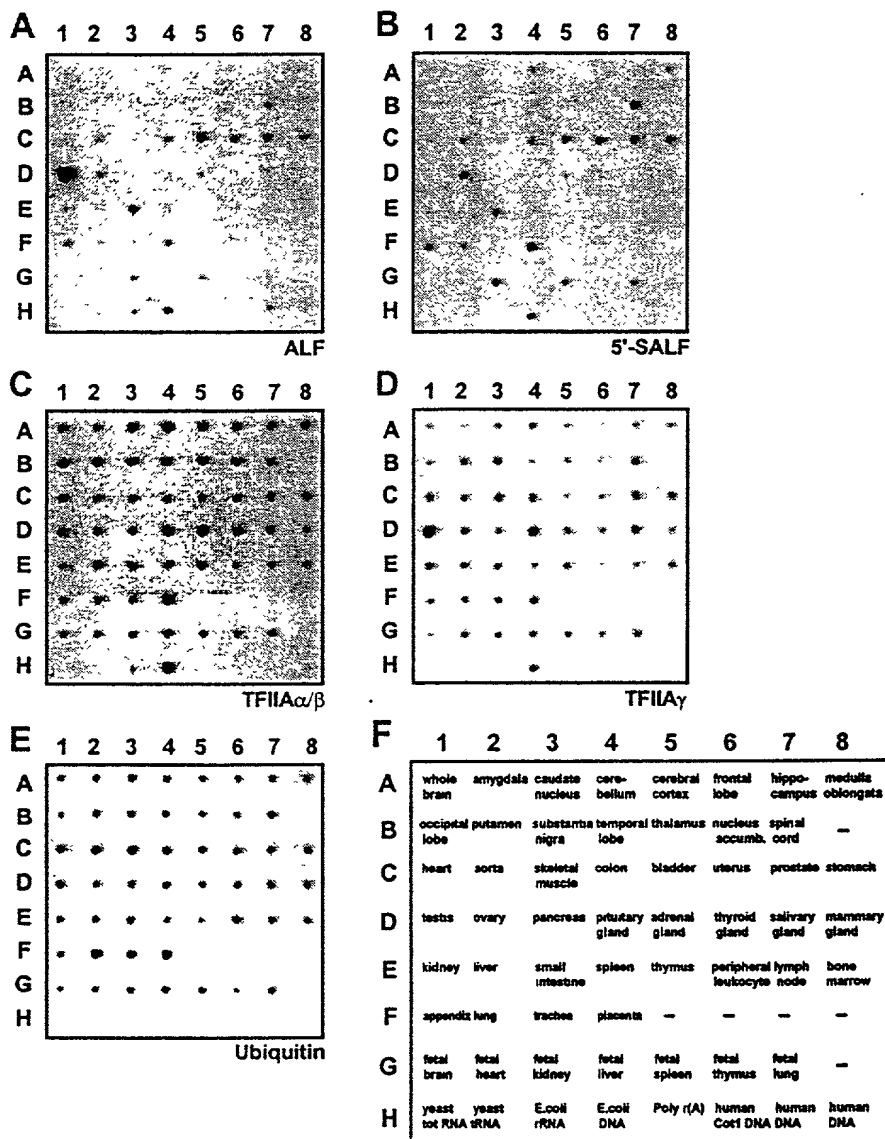 A
1 2 3 4 5 6 7 8
A
B
C
D
E
F
G
H
ALF
B
1 2 3 4 5 6 7 8
A
B
C
D
E
F
G
H
5'-SALF
C
1 2 3 4 5 6 7 8
A
B
C
D
E
F
G
H
TFIIAα/β
D
1 2 3 4 5 6 7 8
A
B
C
D
E
F
G
H
TFIIAγ
E
1 2 3 4 5 6 7 8
A
B
C
D
E
F
G
H
Ubiquitin
F
1 2 3 4 5 6 7 8
A whole amygdala caudate cere- cerebral frontal hippo- medulla
brain nucleus bellum cortex lobe campus oblongata
B occipital putamen substantia temporal thalamus nucleus spinal –
lobe nigra lobe accumb. cord
C heart aorta skeletal colon bladder uterus prostate stomach
muscle
D testis ovary pancreas pituitary adrenal thyroid salivary mammary
gland gland gland gland gland
E kidney liver small spleen thymus peripheral lymph bone
intestine leukocyte node marrow
F appendix lung trachea placenta – – – –
G fetal fetal fetal fetal fetal fetal fetal –
brain heart kidney liver spleen thymus lung
H yeast yeast E.coli E.coli Poly r(A) human human human
tot RNA tRNA rRNA DNA Cot1 DNA DNA DNA